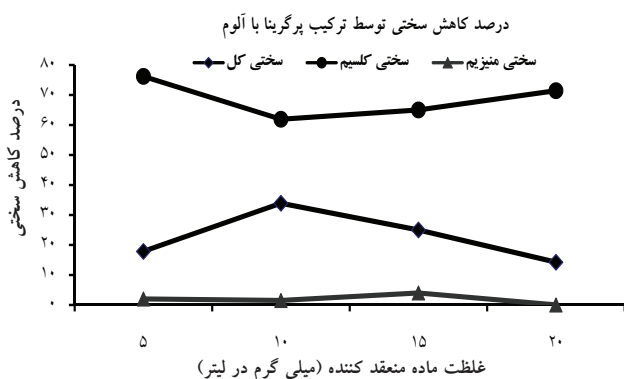 درصد کاهش سختی توسط ترکیب پرگرینا با آلوم
سختی کل سختی کلسیم سختی منیزیم
درصد کاهش سختی
۸۰
۷۰
۶۰
۵۰
۴۰
۳۰
۲۰
۱۰
۰
۵ ۱۰ ۱۵ ۲۰
غلظت ماده منعقد کننده (میلی گرم در لیتر)